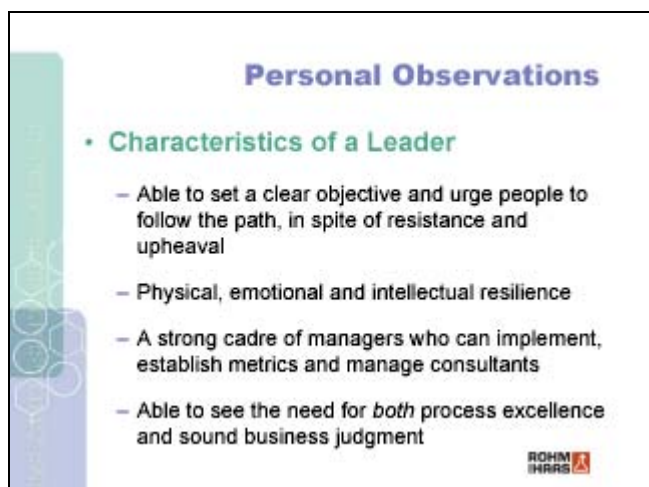 Personal Observations
• Characteristics of a Leader
– Able to set a clear objective and urge people to
follow the path, in spite of resistance and
upheaval
– Physical, emotional and intellectual resilience
– A strong cadre of managers who can implement,
establish metrics and manage consultants
– Able to see the need for both process excellence
and sound business judgment
ROHM
HAAS